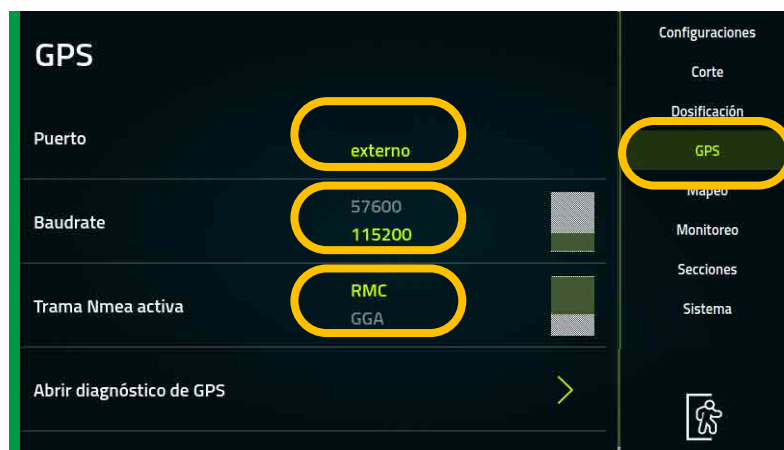 GPS
Puerto
externo
Baudrate
57600
115200
Trama Nmea activa
RMC
GGA
Abrir diagnóstico de GPS
Configuraciones
Corte
Dosificación
GPS
Mapeo
Monitoreo
Secciones
Sistema